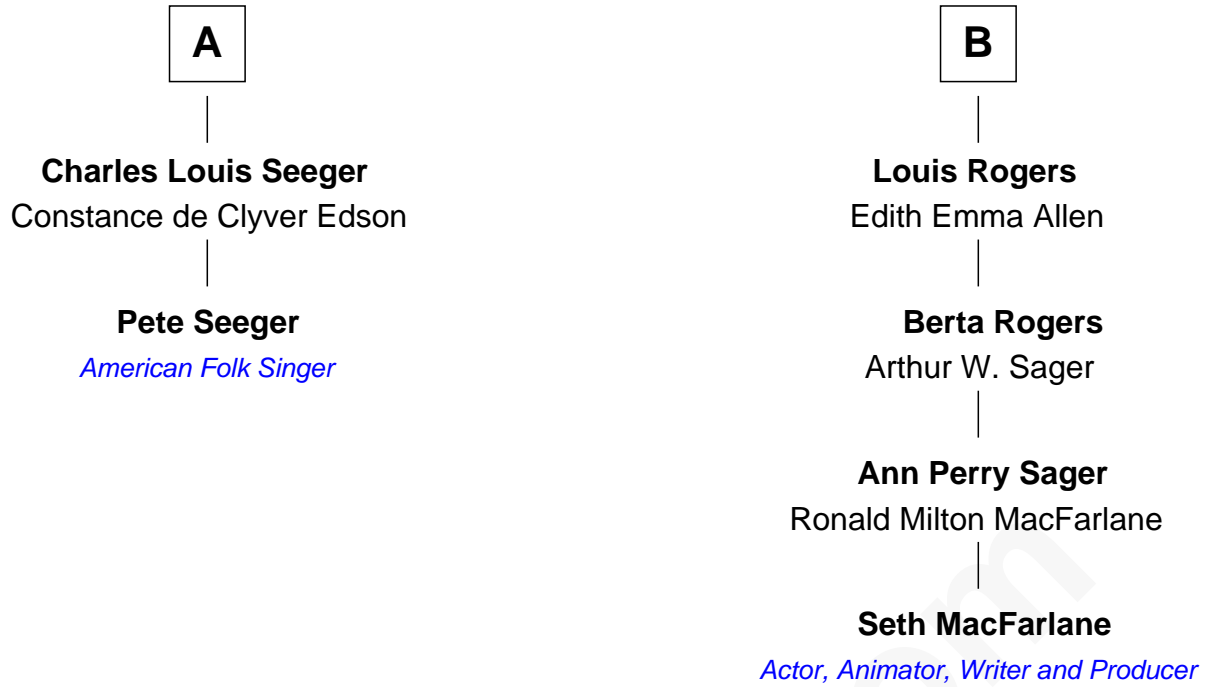 A
Charles Louis Seeger
Constance de Clyver Edson
Pete Seeger
American Folk Singer
B
Louis Rogers
Edith Emma Allen
Berta Rogers
Arthur W. Sager
Ann Perry Sager
Ronald Milton MacFarlane
Seth MacFarlane
Actor, Animator, Writer and Producer
om